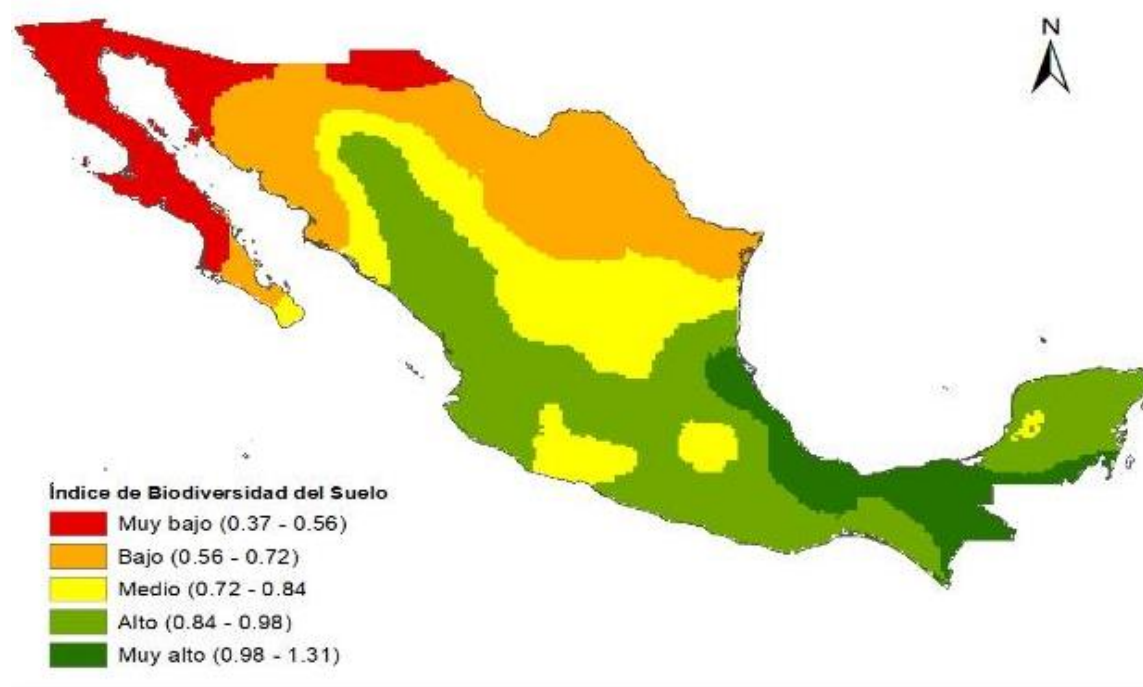 N
Índice de Biodiversidad del Suelo
Muy bajo (0.37 - 0.56)
Bajo (0.56 - 0.72)
Medio (0.72 - 0.84
Alto (0.84 - 0.98)
Muy alto (0.98 - 1.31)